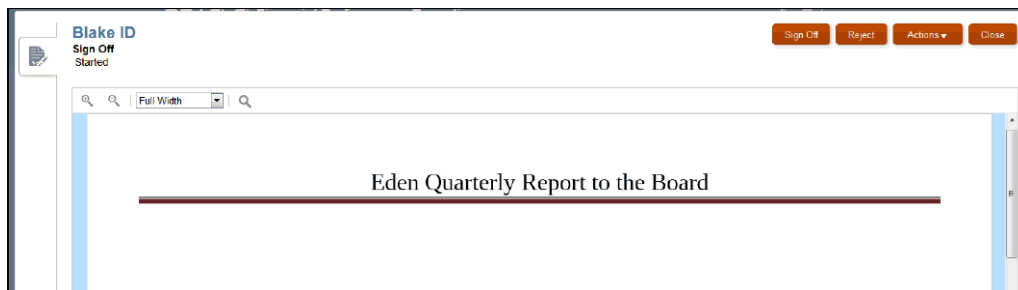 Blake ID
Sign Off
Started
Sign Off Reject Actions Close
Full Width
Eden Quarterly Report to the Board